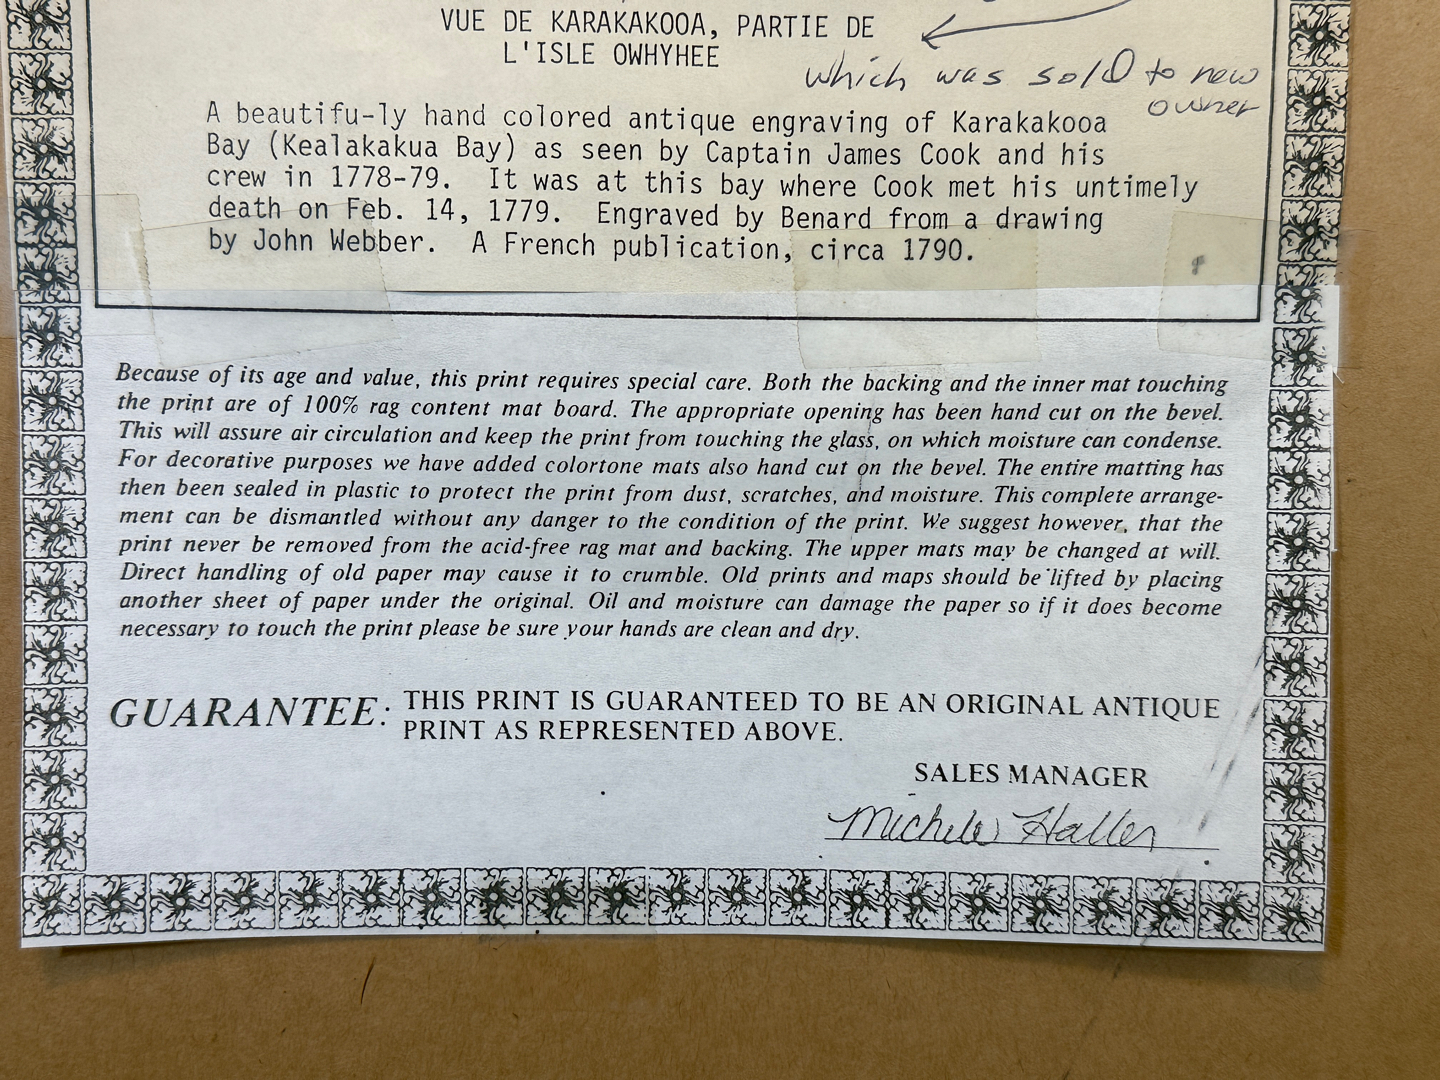 VUE DE KARAKAKOOA, PARTIE DE
L'ISLE OWHYHEE
which was sold to new
owner
A beautifu-ly hand colored antique engraving of Karakakooa
Bay (Kealakakua Bay) as seen by Captain James Cook and his
crew in 1778-79.  It was at this bay where Cook met his untimely
death on Feb. 14, 1779.  Engraved by Benard from a drawing
by John Webber.  A French publication, circa 1790.
Because of its age and value, this print requires special care. Both the backing and the inner mat touching
the print are of 100% rag content mat board. The appropriate opening has been hand cut on the bevel.
This will assure air circulation and keep the print from touching the glass, on which moisture can condense.
For decorative purposes we have added colortone mats also hand cut on the bevel. The entire matting has
then been sealed in plastic to protect the print from dust, scratches, and moisture. This complete arrange-
ment can be dismantled without any danger to the condition of the print. We suggest however, that the
print never be removed from the acid-free rag mat and backing. The upper mats may be changed at will.
Direct handling of old paper may cause it to crumble. Old prints and maps should be lifted by placing
another sheet of paper under the original. Oil and moisture can damage the paper so if it does become
necessary to touch the print please be sure your hands are clean and dry.
GUARANTEE: THIS PRINT IS GUARANTEED TO BE AN ORIGINAL ANTIQUE
PRINT AS REPRESENTED ABOVE.
SALES MANAGER
Michele Haller